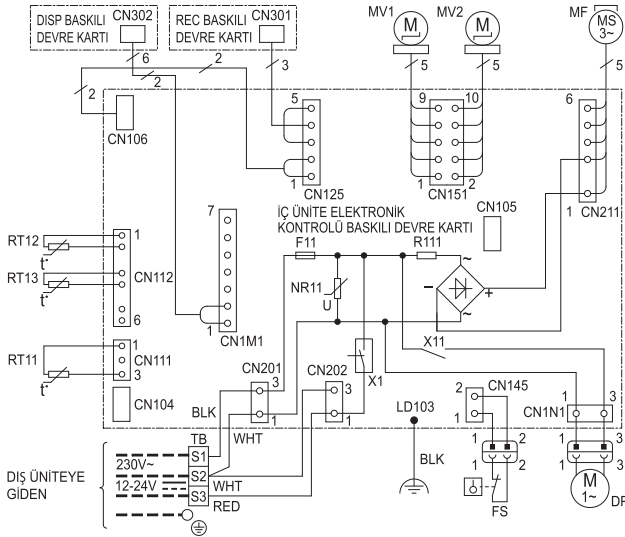 DISP BASKILI CN302
DEVRE KARTI
REC BASKILI CN301
DEVRE KARTI
MV1
M
MV2
M
MF
MS
3~
6
2
2
3
5
5
5
2
CN106
5
1
CN125
9
10
1
2
CN151
6
1
CN211
İÇ ÜNİTE ELEKTRONİK
KONTROLÜ BASKILI DEVRE KARTI
CN105
7
1
CN1M1
F11
R111
NR11
U
~
~
−
+
X11
X1
RT12
t°
RT13
t°
1
CN112
6
RT11
t°
1
CN111
3
CN104
CN201
3
1
CN202
3
1
BLK
WHT
LD103
BLK
CN145
2
1
1
2
1
2
FS
CN1N1
1
3
1
3
1
3
M
1~
DP
TB
S1
S2
S3
WHT
RED
DIŞ ÜNİTEYE
GİDEN
230V~
12-24V